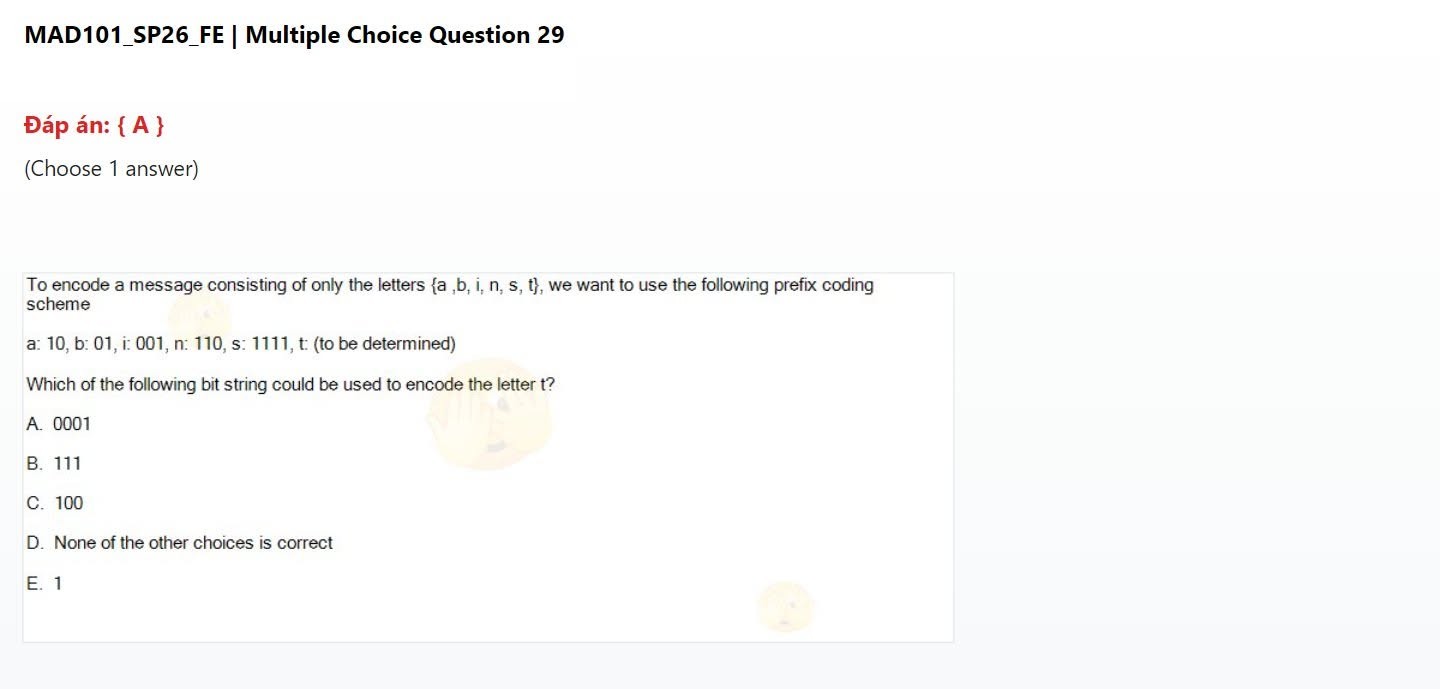 MAD101_SP26_FE | Multiple Choice Question 29
Đáp án: { A }
(Choose 1 answer)
To encode a message consisting of only the letters {a ,b, i, n, s, t}, we want to use the following prefix coding
scheme
a: 10, b: 01, i: 001, n: 110, s: 1111, t: (to be determined)
Which of the following bit string could be used to encode the letter t?
A. 0001
B. 111
C. 100
D. None of the other choices is correct
E. 1